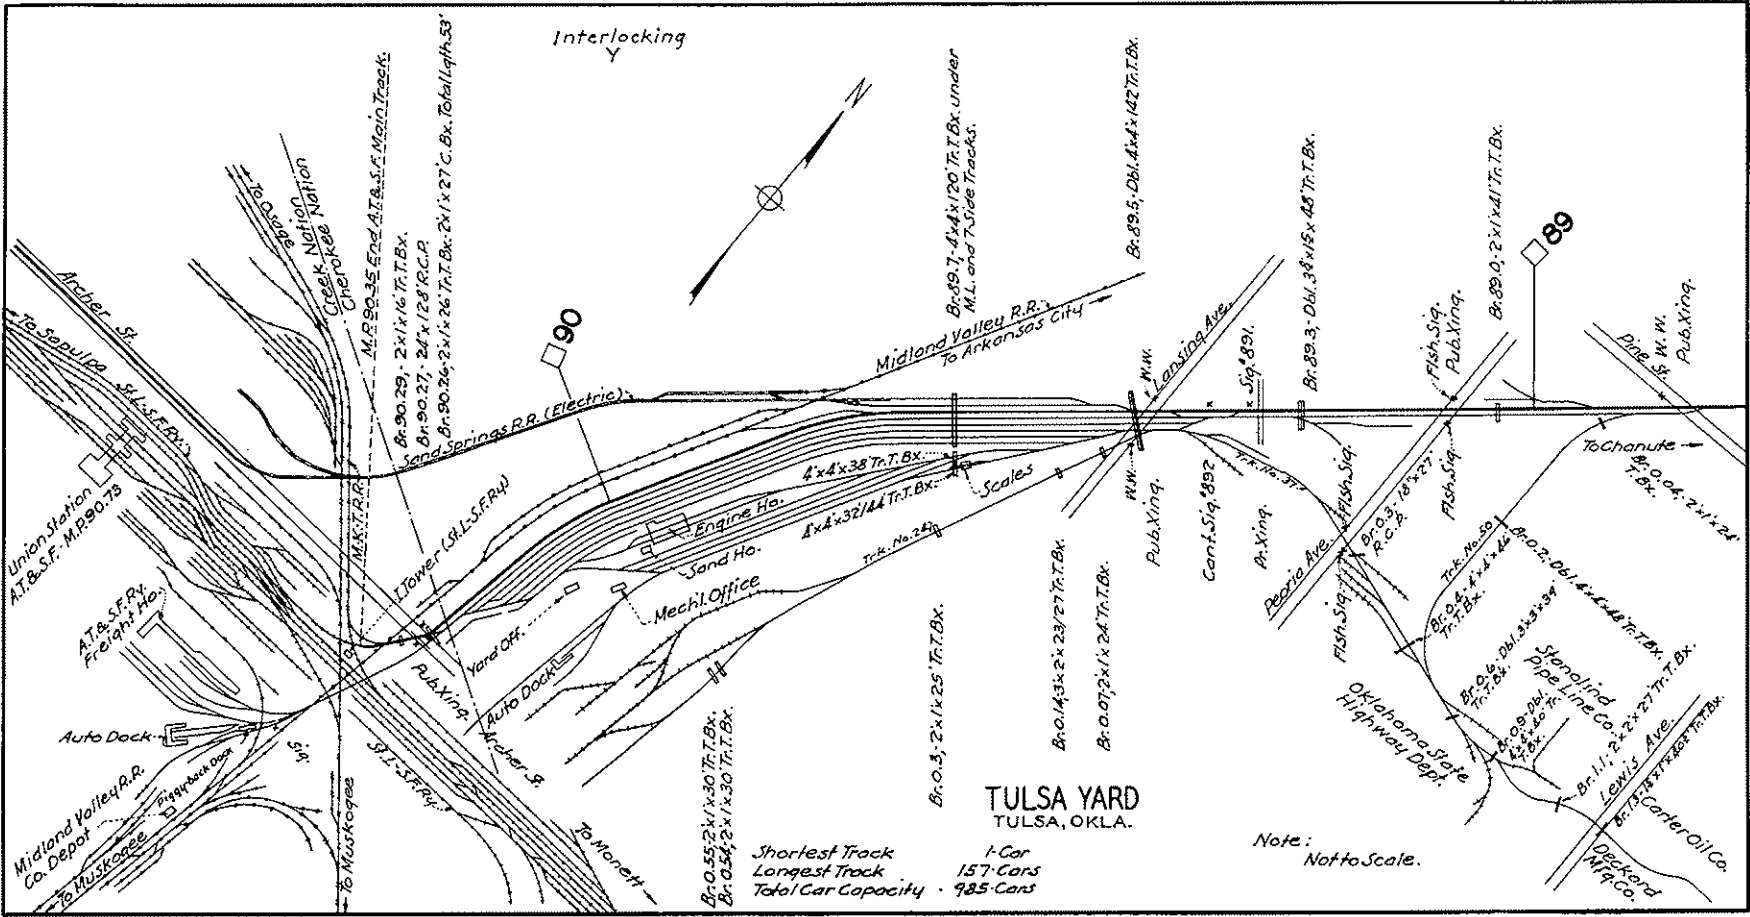 Interlocking
Y
N
To Osage
Creek Nation
Cherokee Nation
M.P. 90.35 End A.T.&S.F. Main Track.
Br. 90.29,- 2'x1'x16' Tr. T. Bx.
Br. 90.27,- 24"x128' R.C.P.
Br. 90.26,- 2'x1'x26' Tr. T. Bx.- 2'x1'x27' C. Bx. Total Lgth. 53'
90
Br. 89.7,- 4'x4'x120' Tr. T. Bx. under
M.L. and 7-Side Tracks.
Br. 89.5,- Dbl. 4'x4'x142' Tr. T. Bx.
Midland Valley R.R.
To Arkansas City
W.W.
Lansing Ave.
Sig. 891.
Br. 89.3,- Dbl. 3'x15'x48' Tr. T. Bx.
Flsh. Sig.
Pub. Xing.
Br. 89.0,- 2'x1'x41' Tr. T. Bx.
89
Pine St.
W.W.
Pub. Xing.
Archer St.
To Sapulpa
St. L.-S.F. Ry.
Sand Springs R.R. (Electric)
Union Station
A.T.&S.F.- M.P. 90.73
M.K.T. R.R.
Tower (St. L.-S.F. Ry.)
4'x4'x38' Tr. T. Bx.
4'x4'x32'/44' Tr. T. Bx.
Scales
Engine Ho.
Sand Ho.
Mech'l. Office
Trk. No. 242
W.W.
Pub. Xing.
Cont. Sig. 892
Pr. Xing.
Trk. No. 37
Flsh. Sig.
Br. 0.3,- 18"x27'
R.C.P.
Flsh. Sig.
To Chanute
Br. 0.04,- 2'x1'x24'
T. Bx.
Peoria Ave.
Flsh. Sig.
Trk. No. 50
Br. 0.2,- Dbl. 4'x4'x48' Tr. T. Bx.
Br. 0.4,- 4'x4'x46'
Tr. T. Bx.
Br. 0.6,- Dbl. 3'x3'x39'
Tr. T. Bx.
Stanolind
Pipe Line Co.
Br. 0.9,- Dbl.
4'x4'x40' Tr.
T. Bx.
Br. 1.1,- 2'x2'x27' Tr. T. Bx.
Lewis Ave.
Carter Oil Co.
Deckard
Mfg. Co.
Oklahoma State
Highway Dept.
A.T.&S.F. Ry.
Freight Ho.
Yard Off.
Pub. Xing.
Auto Dock
Archer St.
Auto Dock
Sig.
St. L.-S.F. Ry.
Piggyback Dock
Midland Valley R.R.
Co. Depot
To Muskogee
To Muskogee
To Monett
Br. 0.55, 2'x1'x30' Tr. T. Bx.
Br. 0.54, 2'x1'x30' Tr. T. Bx.
Br. 0.3,- 2'x1'x25' Tr. T. Bx.
Br. 0.14, 3'x2'x23'/27' Tr. T. Bx.
Br. 0.07, 2'x1'x24' Tr. T. Bx.
TULSA YARD
TULSA, OKLA.
Shortest Track 1-Car
Longest Track 157-Cars
Total Car Capacity - 985-Cars
Note:
Not to Scale.